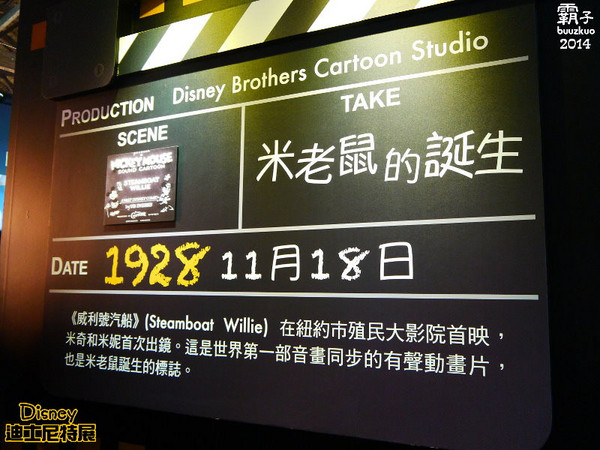 霸子
buuzkuo
2014
PRODUCTION Disney Brothers Cartoon Studio
SCENE
TAKE
MICKEY MOUSE
SOUND CARTOON
STEAMBOAT
WILLIE
米老鼠的誕生
DATE 1928 11月18日
《威利號汽船》(Steamboat Willie) 在紐約市殖民大影院首映，
米奇和米妮首次出鏡。這是世界第一部音畫同步的有聲動畫片，
也是米老鼠誕生的標誌。
Disney
迪士尼特展